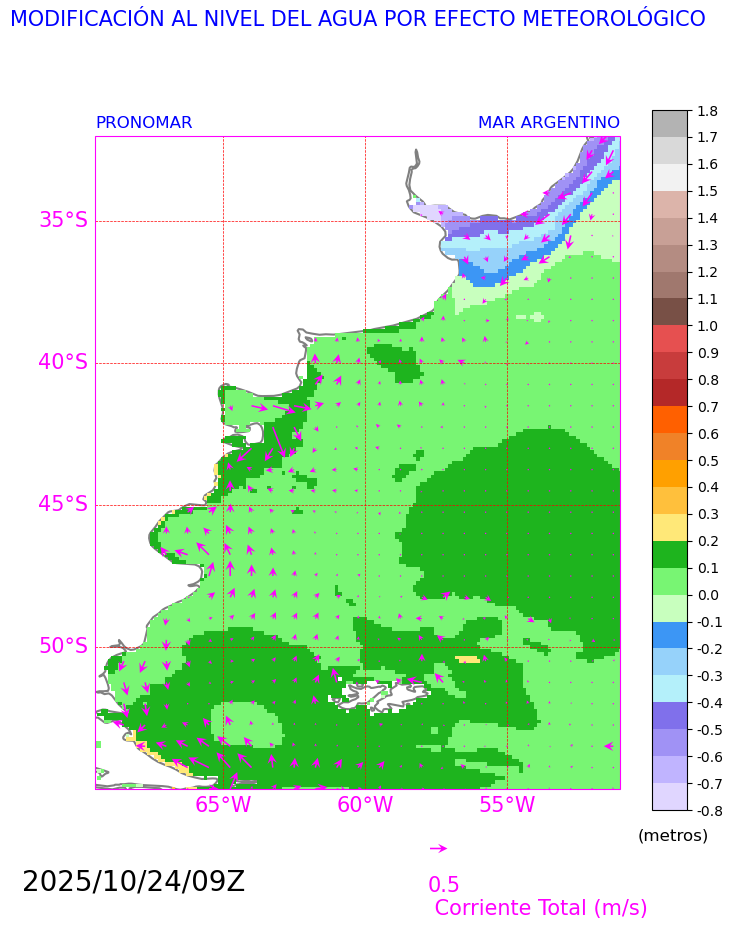 MODIFICACIÓN AL NIVEL DEL AGUA POR EFECTO METEOROLÓGICO
PRONOMAR
MAR ARGENTINO
35°S
40°S
45°S
50°S
65°W
60°W
55°W
1.8
1.7
1.6
1.5
1.4
1.3
1.2
1.1
1.0
0.9
0.8
0.7
0.6
0.5
0.4
0.3
0.2
0.1
0.0
-0.1
-0.2
-0.3
-0.4
-0.5
-0.6
-0.7
-0.8
(metros)
2025/10/24/09Z
0.5
Corriente Total (m/s)